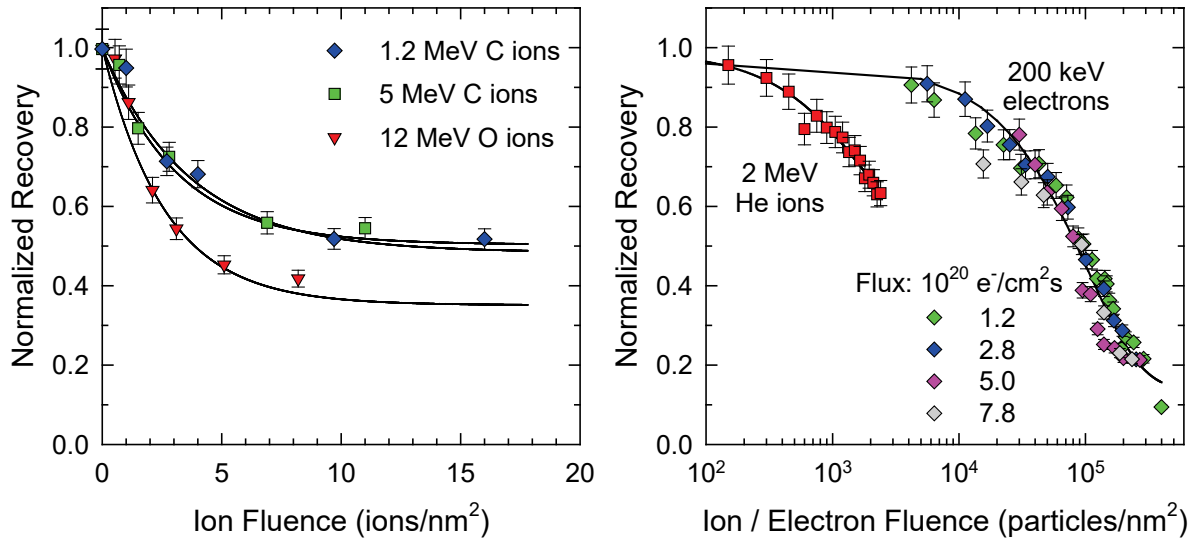 Normalized Recovery
1.0
0.8
0.6
0.4
0.2
0.0
1.2 MeV C ions
5 MeV C ions
12 MeV O ions
0 5 10 15 20
Ion Fluence (ions/nm²)
Normalized Recovery
1.0
0.8
0.6
0.4
0.2
0.0
200 keV
electrons
2 MeV
He ions
Flux: 10²⁰ e⁻/cm²s
1.2
2.8
5.0
7.8
10² 10³ 10⁴ 10⁵
Ion / Electron Fluence (particles/nm²)